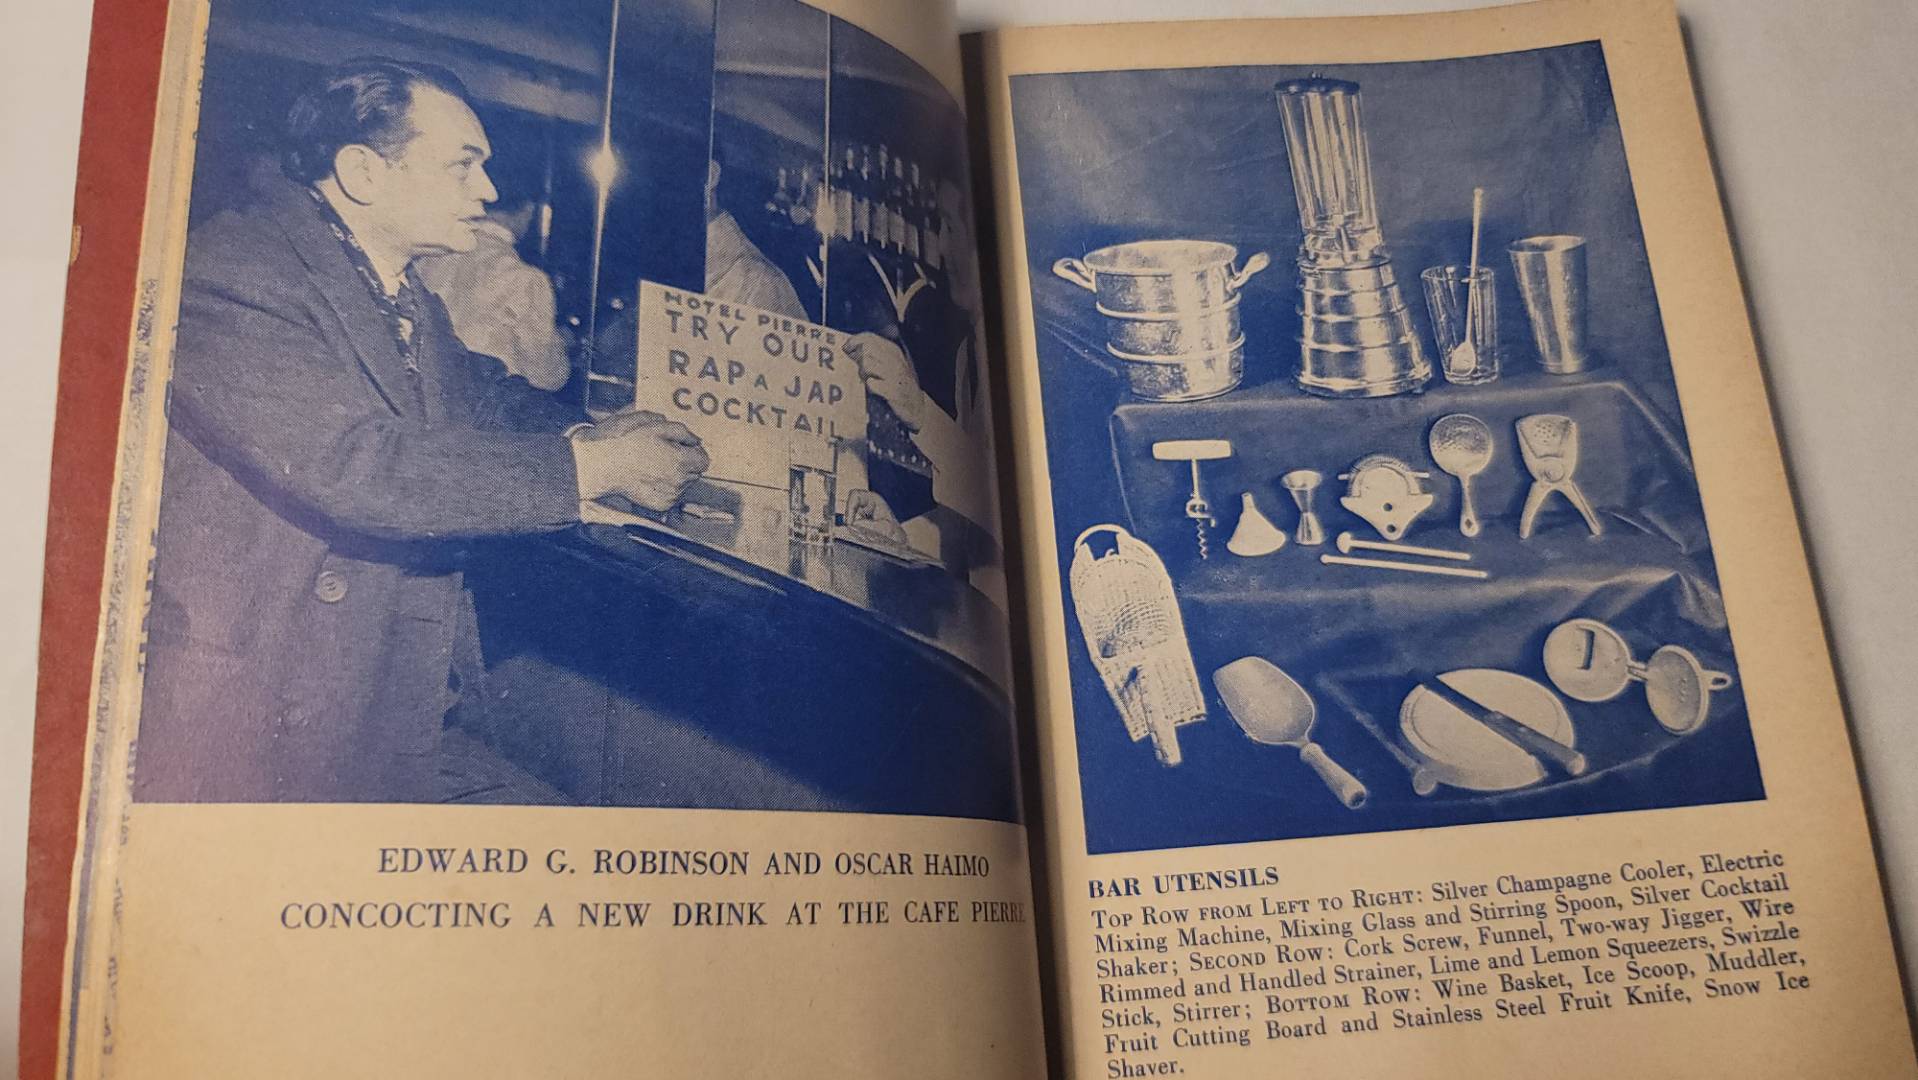 HOTEL PIERRE
TRY OUR
RAP A JAP
COCKTAIL
EDWARD G. ROBINSON AND OSCAR HAIMO
CONCOCTING A NEW DRINK AT THE CAFE PIERRE
BAR UTENSILS
TOP ROW FROM LEFT TO RIGHT: Silver Champagne Cooler, Electric
Mixing Machine, Mixing Glass and Stirring Spoon, Silver Cocktail
Shaker; SECOND ROW: Cork Screw, Funnel, Two-way Jigger, Wire
Rimmed and Handled Strainer, Lime and Lemon Squeezers, Swizzle
Stick, Stirrer; BOTTOM ROW: Wine Basket, Ice Scoop, Muddler,
Fruit Cutting Board and Stainless Steel Fruit Knife, Snow Ice
Shaver.